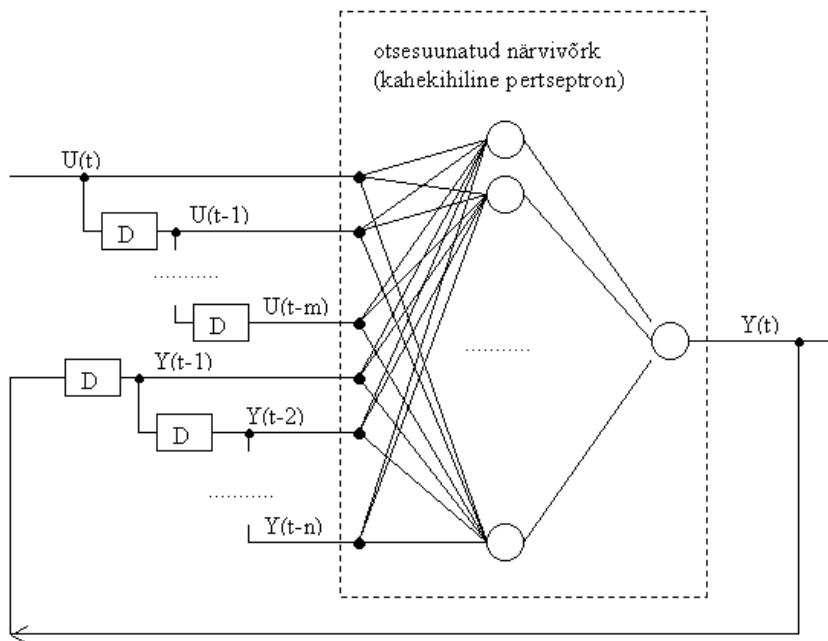 otsesuunatud närvivõrk
(kahekihiline pertseptron)
U(t)
U(t-1)
D
U(t-m)
D
Y(t)
Y(t-1)
D
Y(t-2)
D
Y(t-n)